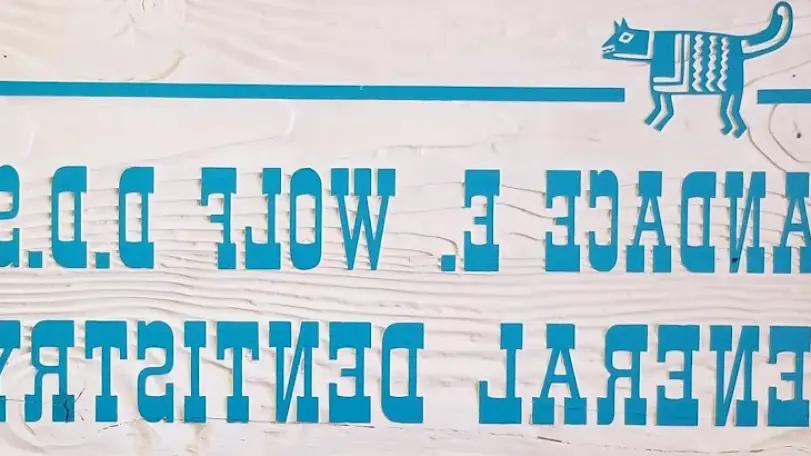 ANDACE E. WOLF D.D.S
ENERAL DENTISTRY